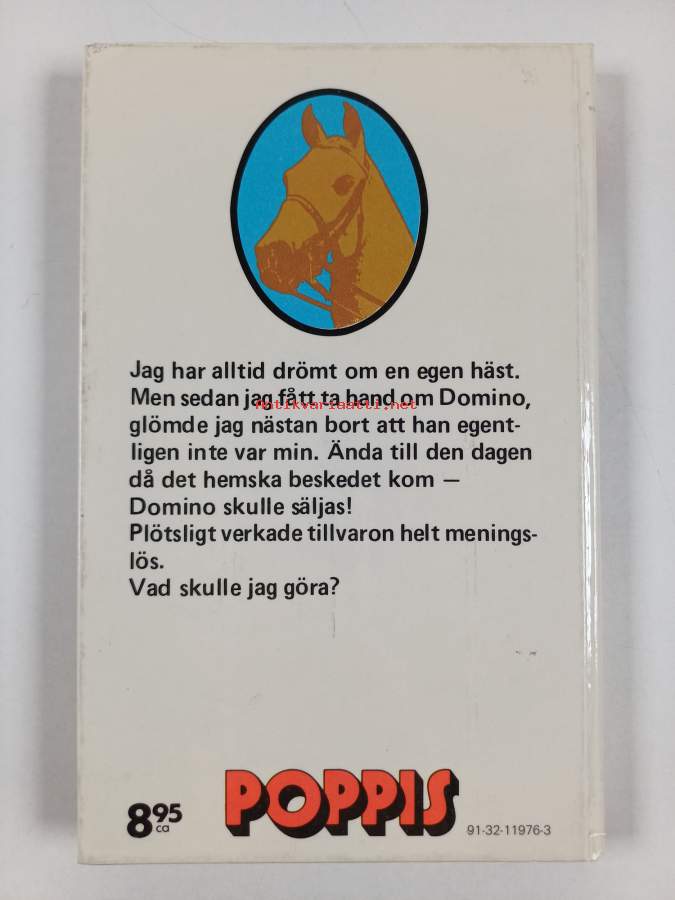 Jag har alltid drömt om en egen häst.
Men sedan jag fått ta hand om Domino,
Antikvariaatti.net
glömde jag nästan bort att han egent-
ligen inte var min. Ända till den dagen
då det hemska beskedet kom —
Domino skulle säljas!
Plötsligt verkade tillvaron helt menings-
lös.
Vad skulle jag göra?
8 95
ca
POPPIS
91-32-11976-3